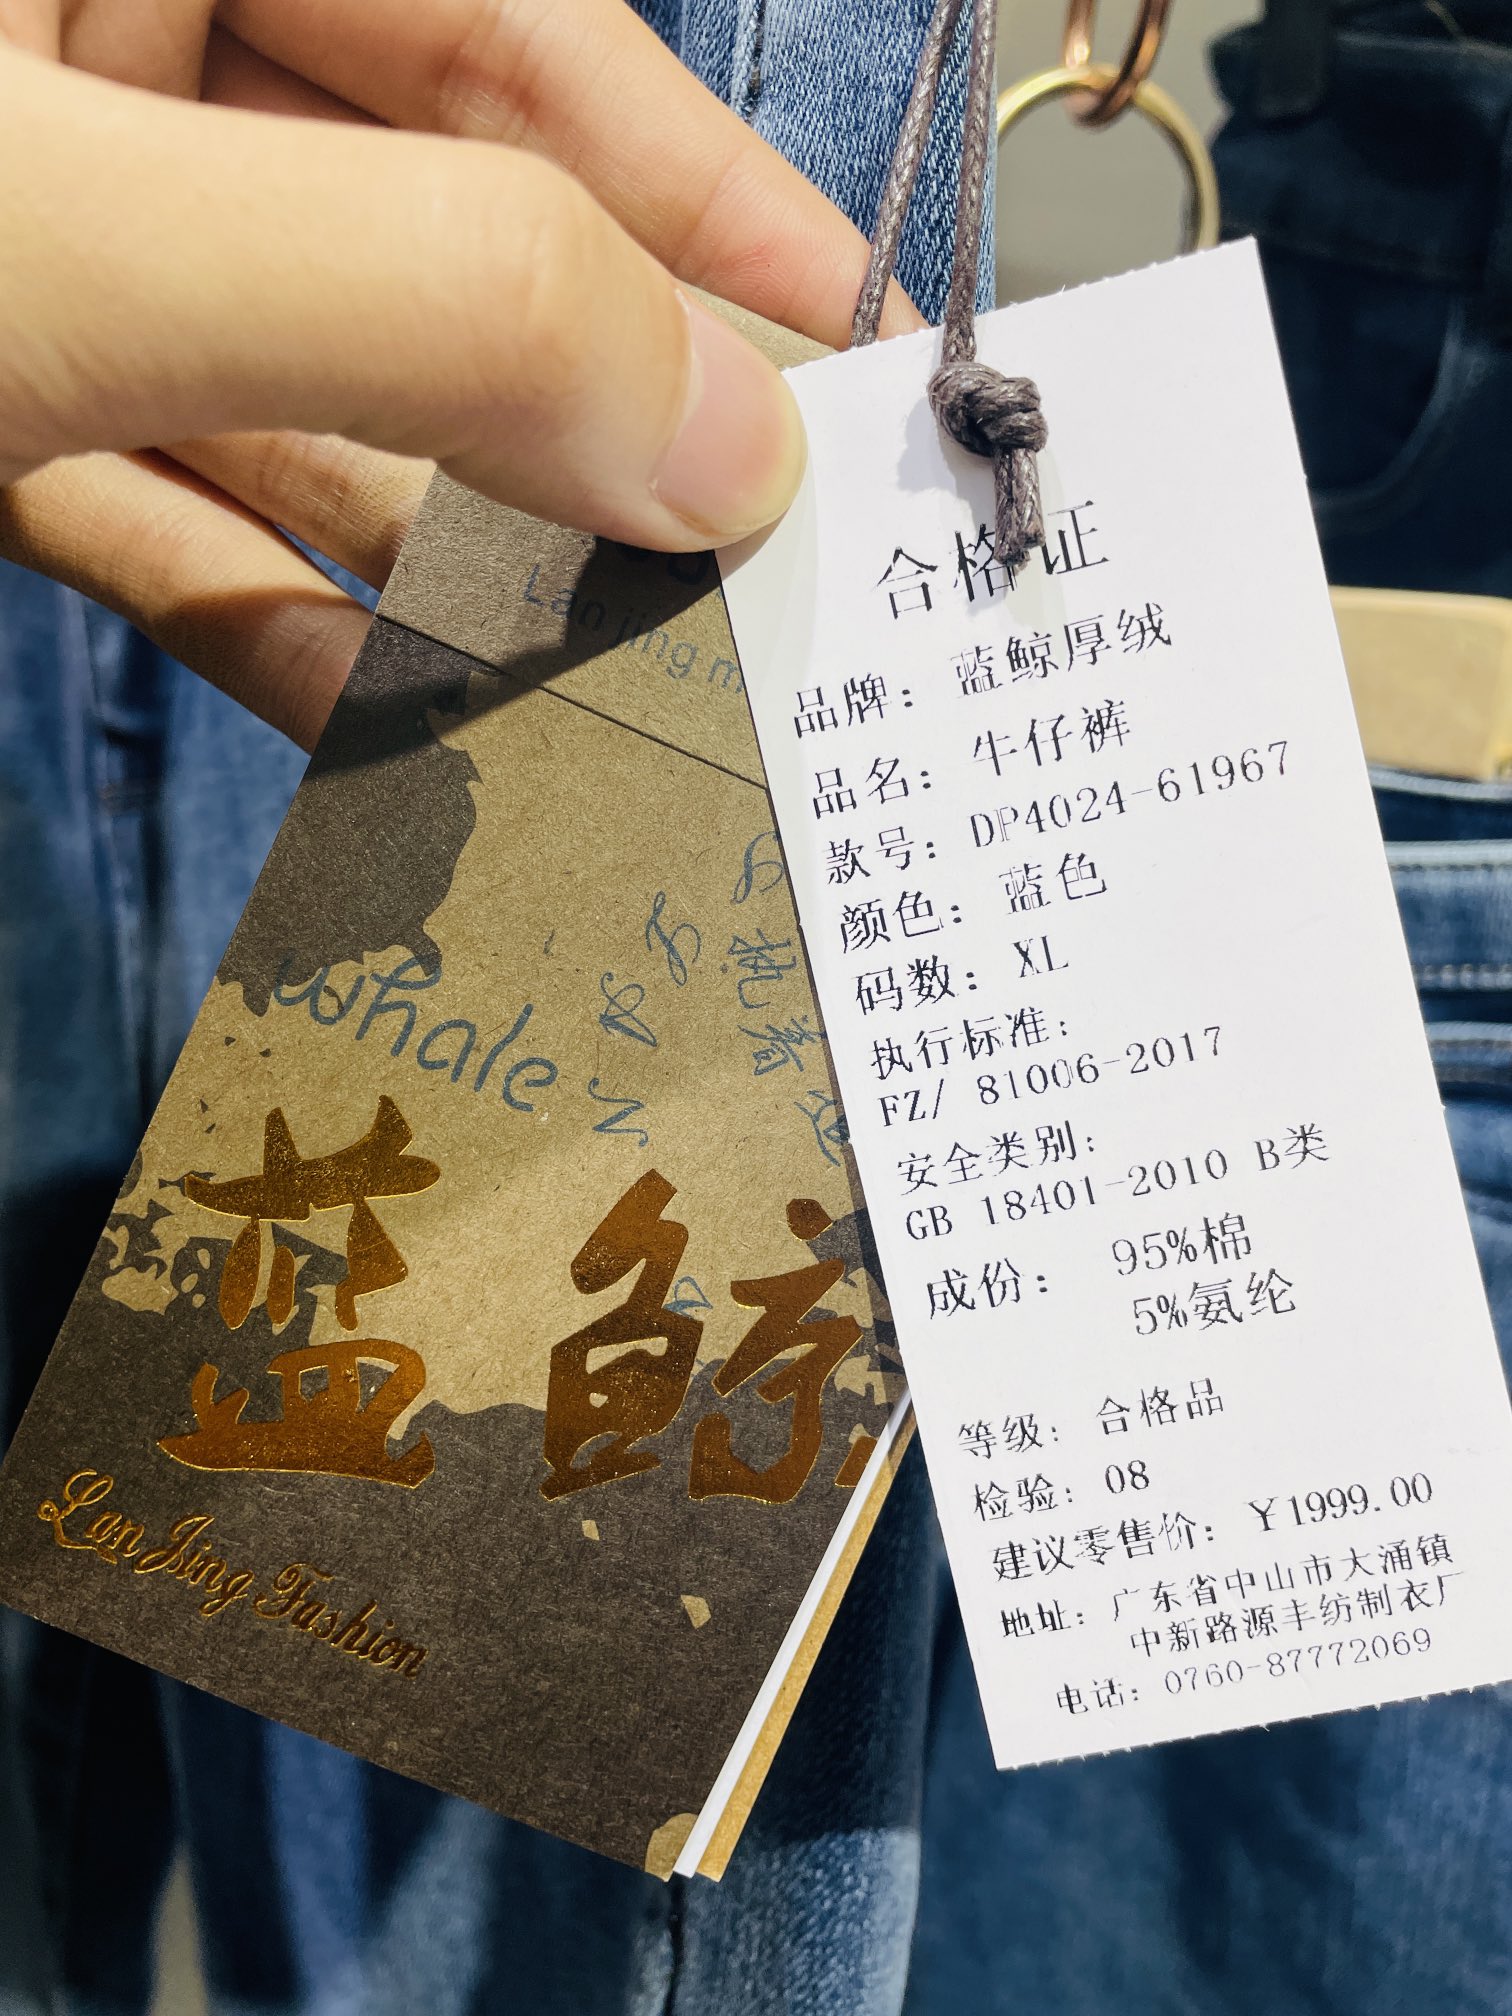 Lan jing
whale
执着
蓝鲸
Lan Jing Fashion
合格证
品牌: 蓝鲸厚绒
品名: 牛仔裤
款号: DP4024-61967
颜色: 蓝色
码数: XL
执行标准:
FZ/ 81006-2017
安全类别:
GB 18401-2010 B类
成份: 95%棉
5%氨纶
等级: 合格品
检验: 08
建议零售价: ¥1999.00
地址: 广东省中山市大涌镇
中新路源丰纺制衣厂
电话: 0760-87772069